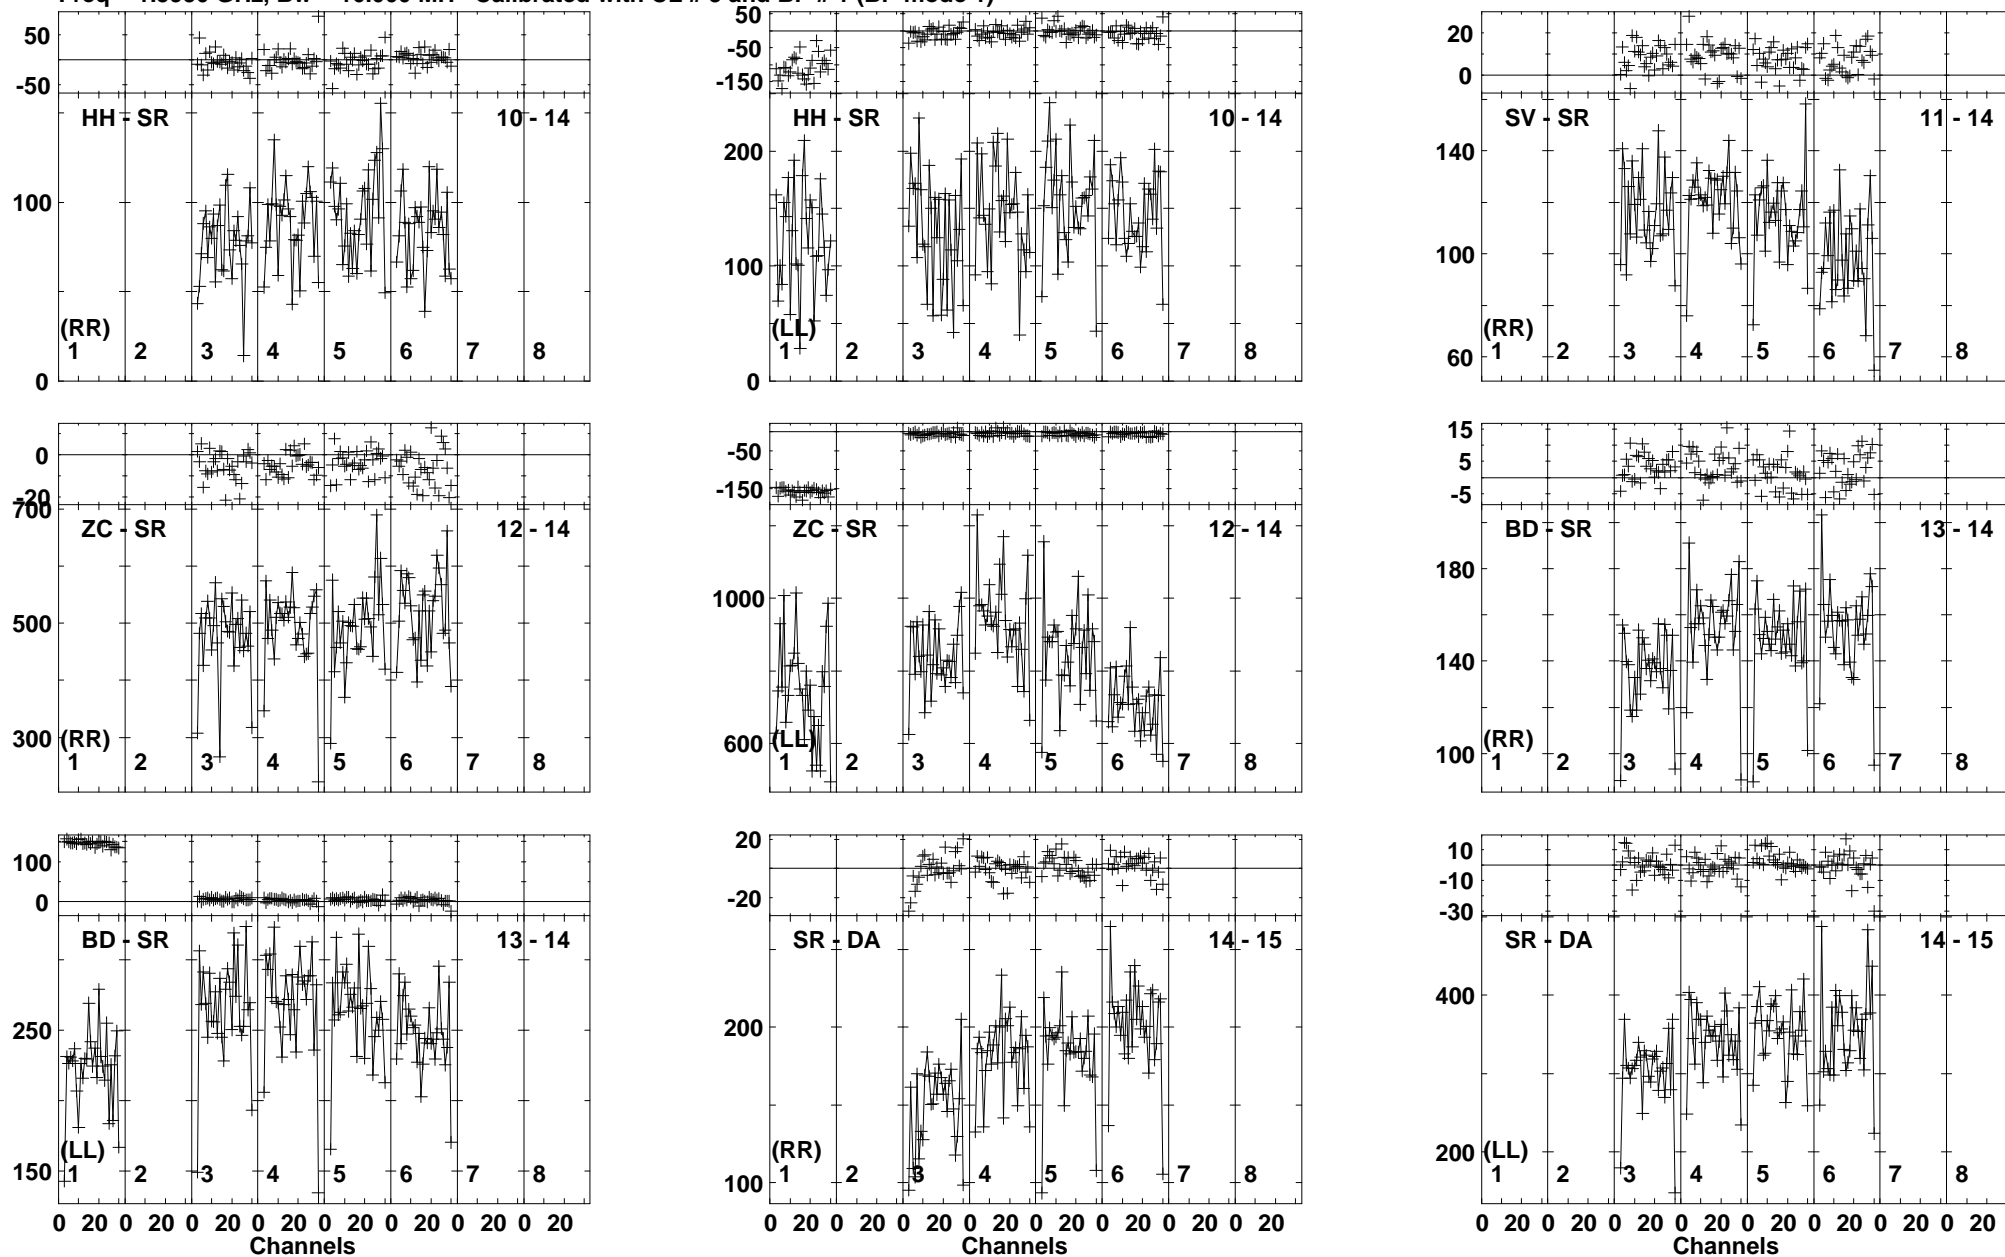 50 0 -50 HH - SR 10 - 14 100 0 (RR) 1 2 3 4 5 6 7 8
50 -50 -150 HH - SR 10 - 14 200 100 0 (LL) 1 2 3 4 5 6 7 8
20 0 SV - SR 11 - 14 140 100 60 (RR) 1 2 3 4 5 6 7 8
0 -20 700 ZC - SR 12 - 14 500 300 (RR) 1 2 3 4 5 6 7 8
-50 -150 ZC - SR 12 - 14 1000 600 (LL) 1 2 3 4 5 6 7 8
15 5 -5 BD - SR 13 - 14 180 140 100 (RR) 1 2 3 4 5 6 7 8
100 0 BD - SR 13 - 14 250 150 (LL) 1 2 3 4 5 6 7 8
20 0 -20 SR - DA 14 - 15 200 100 (RR) 1 2 3 4 5 6 7 8
10 -10 -30 SR - DA 14 - 15 400 200 (LL) 1 2 3 4 5 6 7 8
0 20 0 0 20 0 20 0 20 0 20 0 20 0 20
0 20 0 20 0 20 0 20 0 20 0 20 0 20 0 20
0 20 0 20 0 20 0 20 0 20 0 20 0 20
Channels
Channels